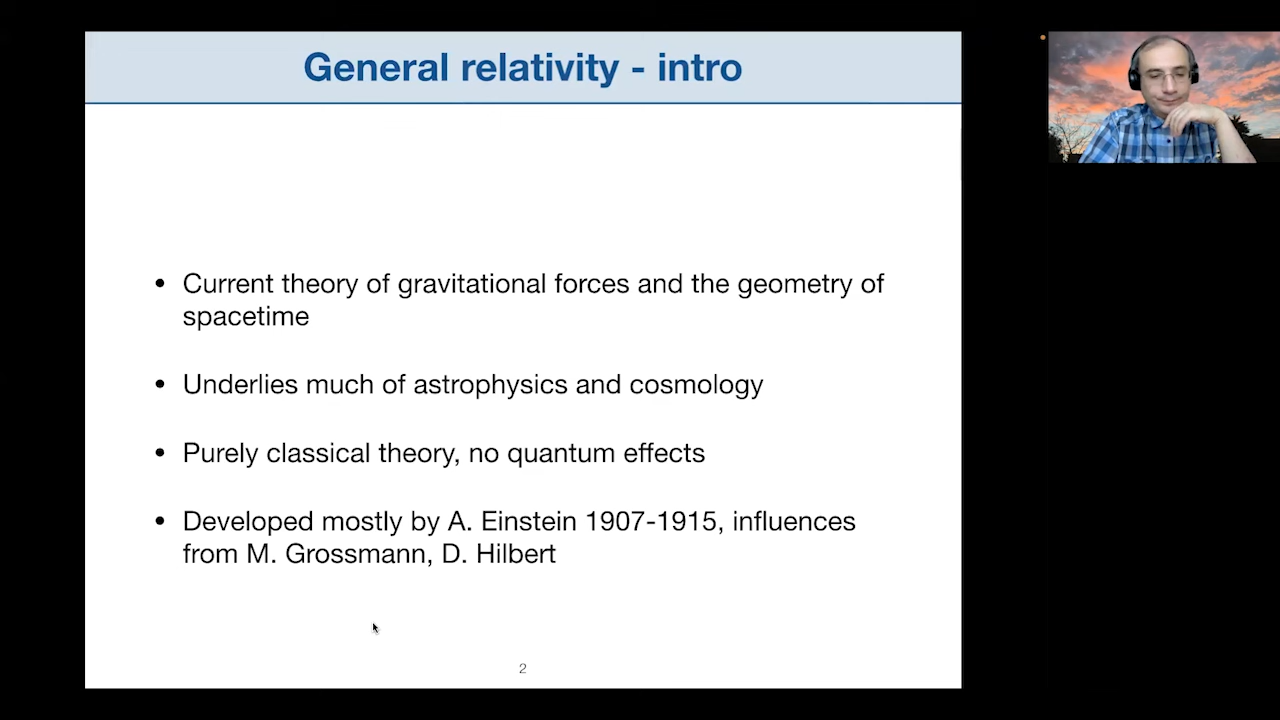 General relativity - intro
• Current theory of gravitational forces and the geometry of
spacetime
• Underlies much of astrophysics and cosmology
• Purely classical theory, no quantum effects
• Developed mostly by A. Einstein 1907-1915, influences
from M. Grossmann, D. Hilbert
2